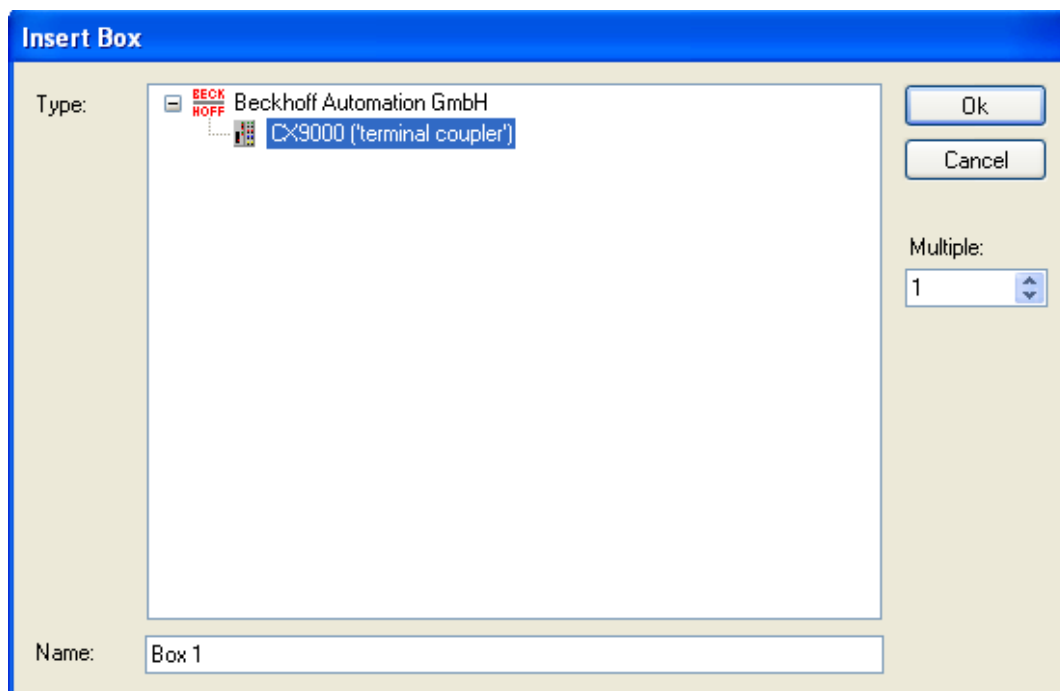 Insert Box
Type:
BECK
HOFF
Beckhoff Automation GmbH
CX9000 ('terminal coupler')
Ok
Cancel
Multiple:
1
Name:
Box 1